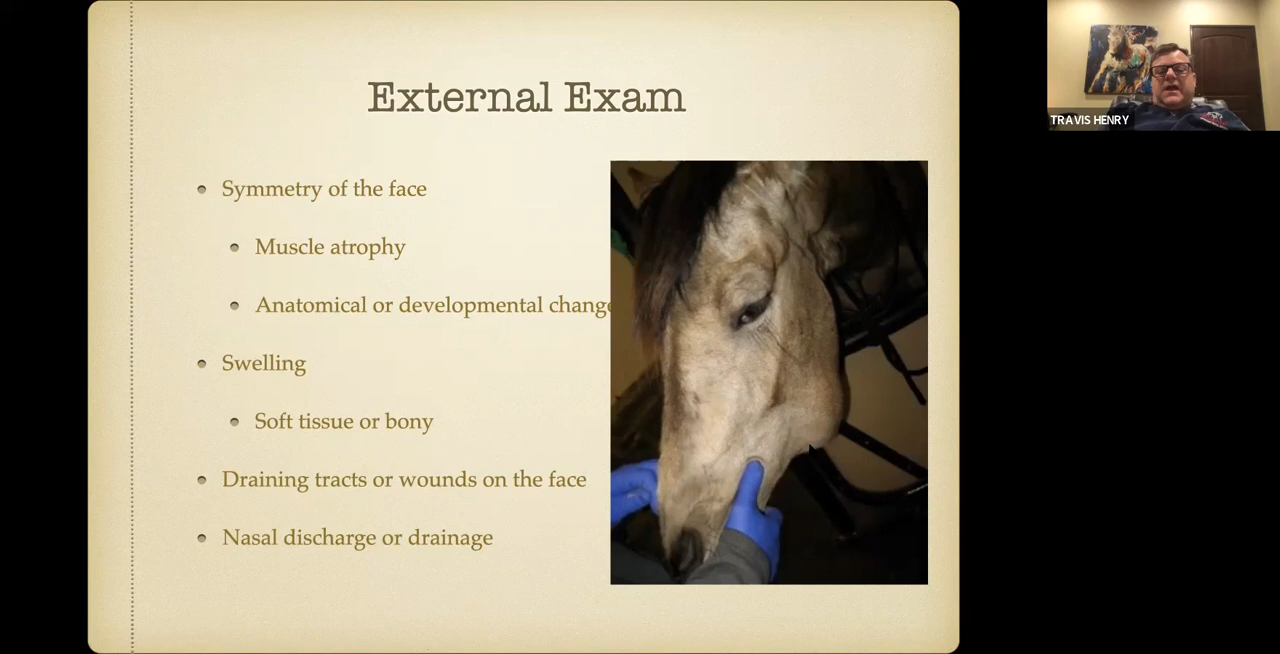 External Exam
Symmetry of the face
Muscle atrophy
Anatomical or developmental change
Swelling
Soft tissue or bony
Draining tracts or wounds on the face
Nasal discharge or drainage
TRAVIS HENRY